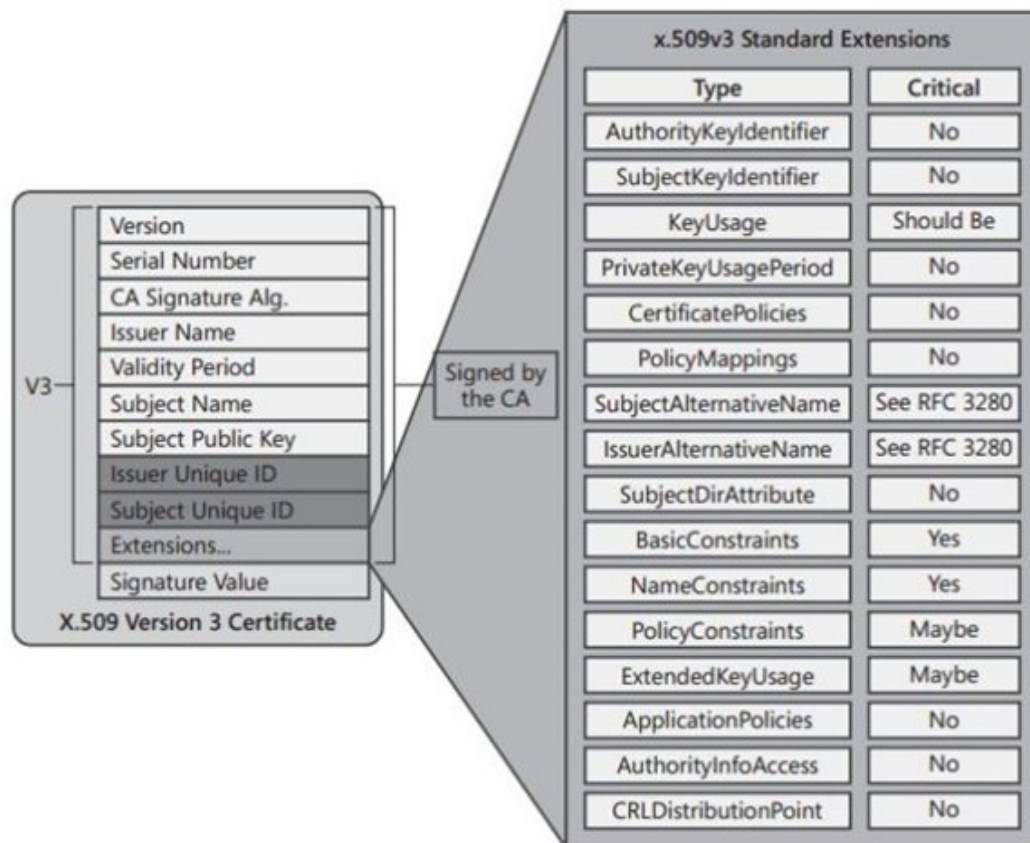 x.509v3 Standard Extensions
Type Critical
AuthorityKeyIdentifier No
SubjectKeyIdentifier No
KeyUsage Should Be
PrivateKeyUsagePeriod No
CertificatePolicies No
PolicyMappings No
SubjectAlternativeName See RFC 3280
IssuerAlternativeName See RFC 3280
SubjectDirAttribute No
BasicConstraints Yes
NameConstraints Yes
PolicyConstraints Maybe
ExtendedKeyUsage Maybe
ApplicationPolicies No
AuthorityInfoAccess No
CRLDistributionPoint No
V3
Version
Serial Number
CA Signature Alg.
Issuer Name
Validity Period
Subject Name
Subject Public Key
Issuer Unique ID
Subject Unique ID
Extensions...
Signature Value
X.509 Version 3 Certificate
Signed by
the CA